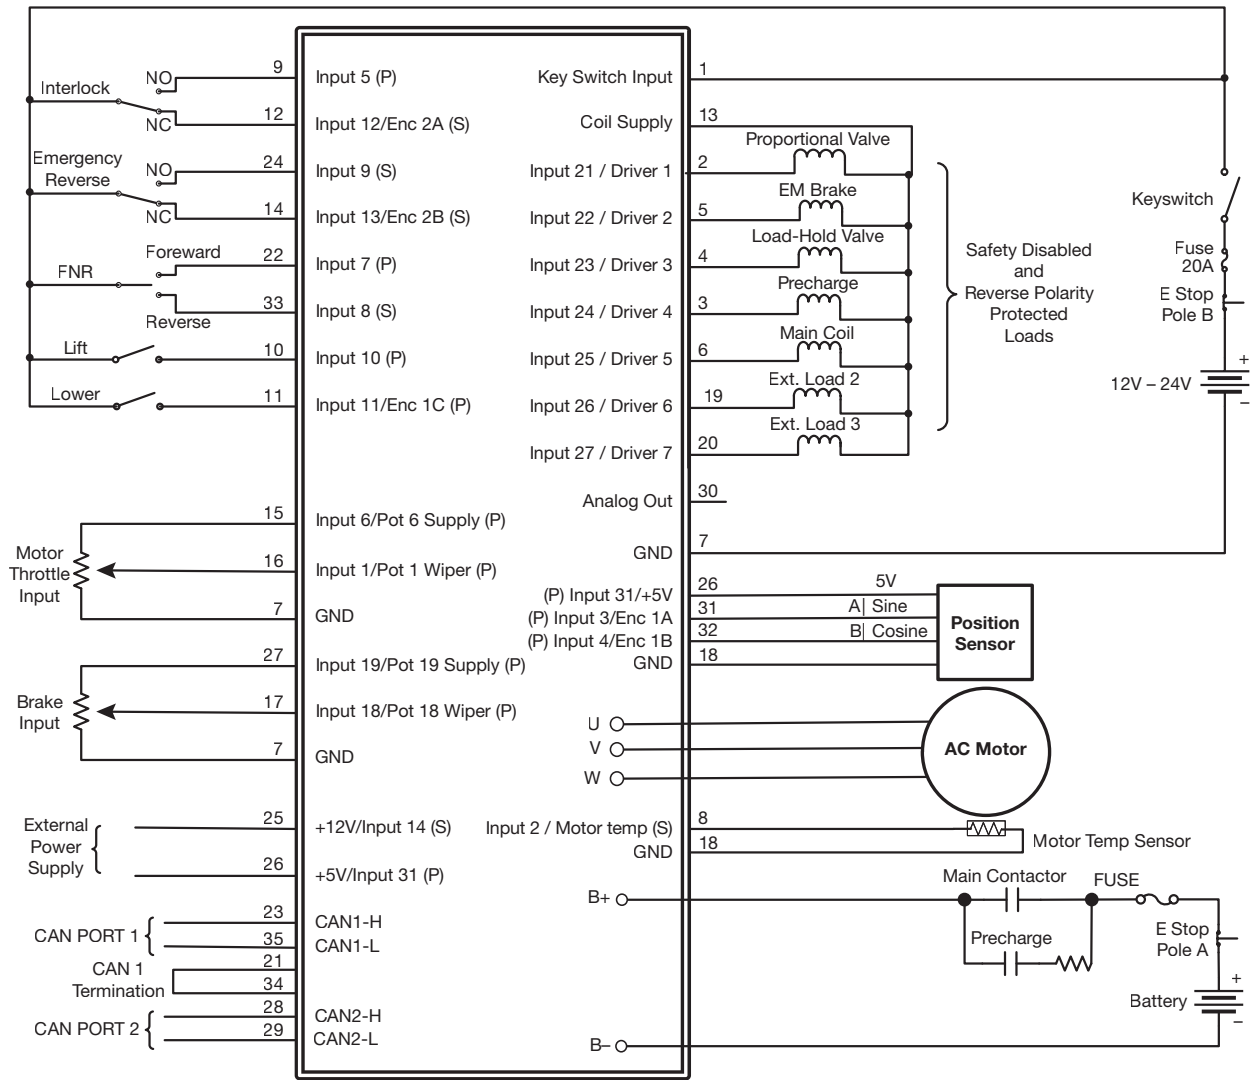 Interlock
NO
NC
9
12
Input 5 (P)
Input 12/Enc 2A (S)
Emergency
Reverse
NO
NC
24
14
Input 9 (S)
Input 13/Enc 2B (S)
FNR
Foreward
Reverse
22
33
Input 7 (P)
Input 8 (S)
Lift
10
Input 10 (P)
Lower
11
Input 11/Enc 1C (P)
Motor
Throttle
Input
15
16
7
Input 6/Pot 6 Supply (P)
Input 1/Pot 1 Wiper (P)
GND
Brake
Input
27
17
7
Input 19/Pot 19 Supply (P)
Input 18/Pot 18 Wiper (P)
GND
External
Power
Supply
25
26
+12V/Input 14 (S)
+5V/Input 31 (P)
CAN PORT 1
23
35
CAN1-H
CAN1-L
CAN 1
Termination
21
34
CAN PORT 2
28
29
CAN2-H
CAN2-L
Key Switch Input
1
Coil Supply
13
Input 21 / Driver 1
2
Proportional Valve
Input 22 / Driver 2
5
EM Brake
Input 23 / Driver 3
4
Load-Hold Valve
Input 24 / Driver 4
3
Precharge
Input 25 / Driver 5
6
Main Coil
Input 26 / Driver 6
19
Ext. Load 2
Input 27 / Driver 7
20
Ext. Load 3
Safety Disabled
and
Reverse Polarity
Protected
Loads
Keyswitch
Fuse
20A
E Stop
Pole B
+
12V – 24V
–
Analog Out
30
GND
7
(P) Input 31/+5V
26
5V
(P) Input 3/Enc 1A
31
A| Sine
(P) Input 4/Enc 1B
32
B| Cosine
GND
18
Position
Sensor
U
V
W
AC Motor
Input 2 / Motor temp (S)
8
GND
18
Motor Temp Sensor
B+
Main Contactor
FUSE
Precharge
E Stop
Pole A
+
Battery
–
B–